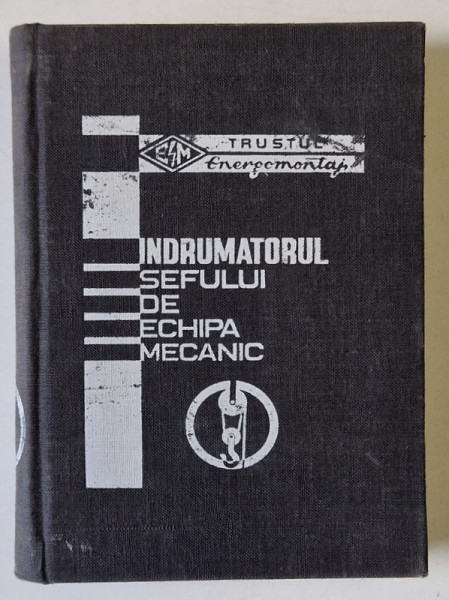 TRUSTUL
ESM Energomontaj
INDRUMATORUL
SEFULUI
DE
ECHIPA
MECANIC